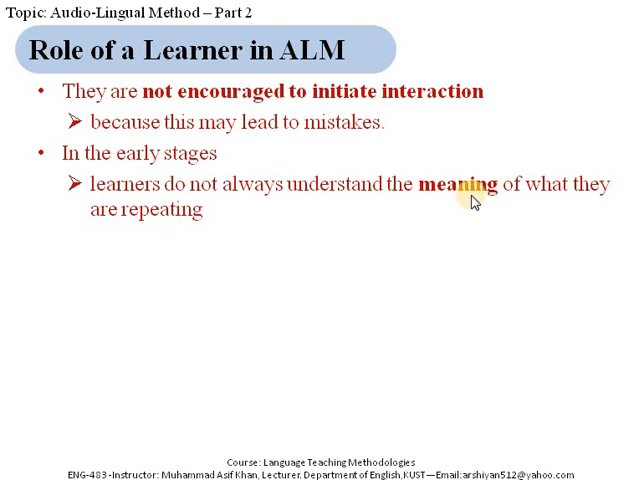 Topic: Audio-Lingual Method – Part 2
Role of a Learner in ALM
• They are not encouraged to initiate interaction
➢ because this may lead to mistakes.
• In the early stages
➢ learners do not always understand the meaning of what they
are repeating
Course: Language Teaching Methodologies
ENG-483 -Instructor: Muhammad Asif Khan, Lecturer. Department of English,KUST—Email:arshiyan512@yahoo.com